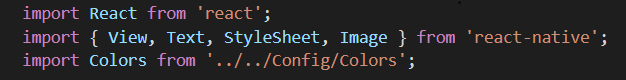 import React from 'react';
import { View, Text, StyleSheet, Image } from 'react-native';
import Colors from '../../Config/Colors';